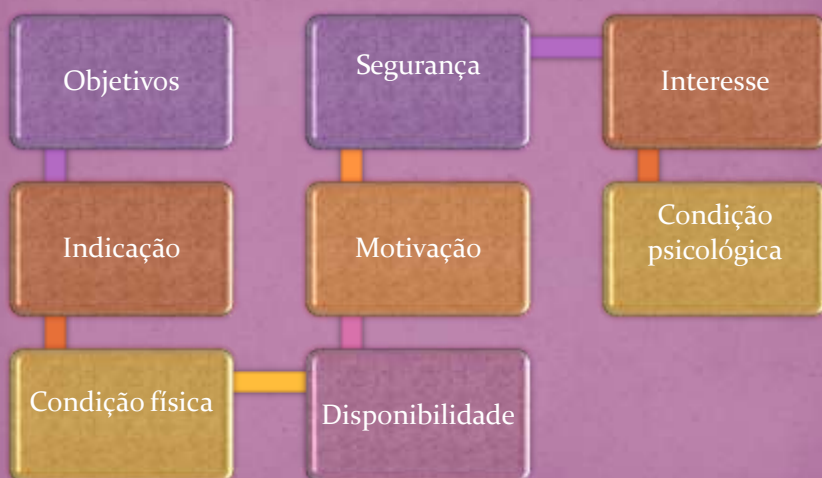 Objetivos
Indicação
Condição física
Disponibilidade
Motivação
Segurança
Interesse
Condição
psicológica